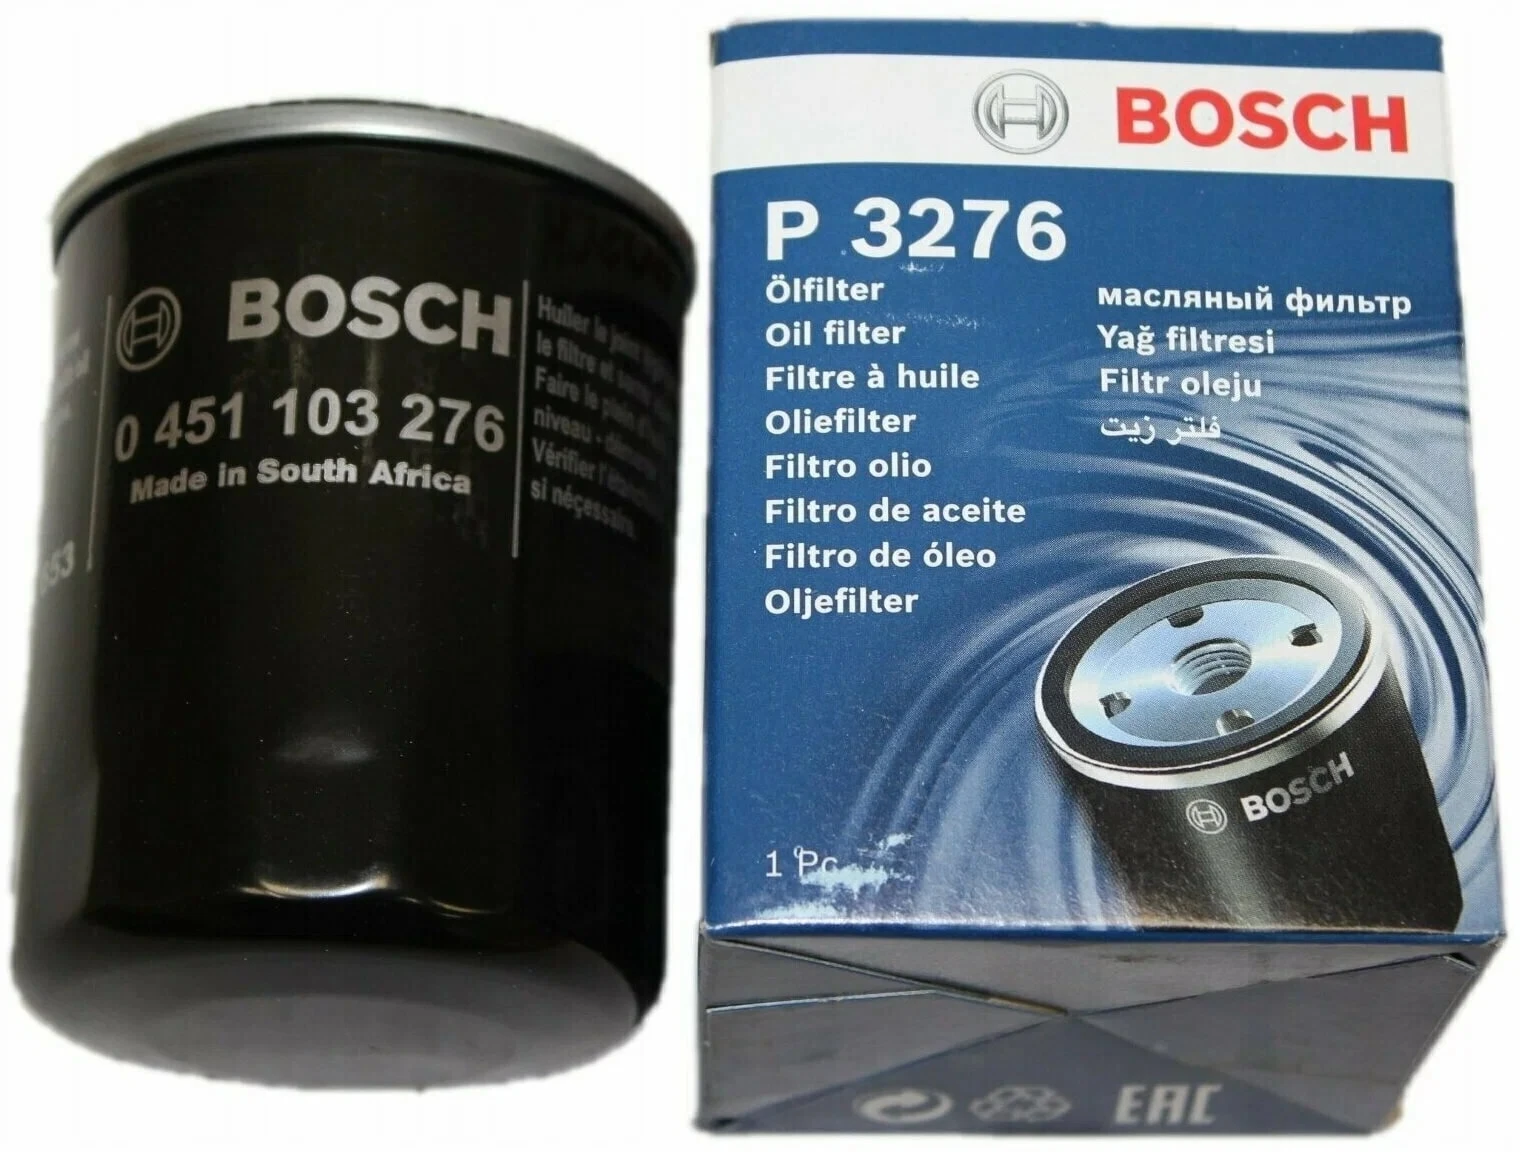 BOSCH
0 451 103 276
Made in South Africa
Huiler le joint
le filtre et
Faire le plein
niveau -
Vérifier l'
si nécessaire
653
BOSCH
P 3276
Ölfilter
Oil filter
Filtre à huile
Oliefilter
Filtro olio
Filtro de aceite
Filtro de óleo
Oljefilter
масляный фильтр
Yağ filtresi
Filtr oleju
فلتر زيت
BOSCH
1 Pc
EAC